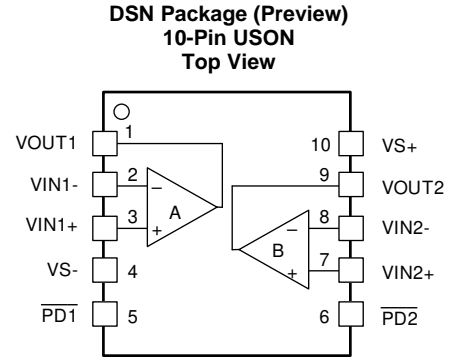 DSN Package (Preview)
10-Pin USON
Top View
VOUT1 1
10 VS+
VIN1- 2 −
9 VOUT2
VIN1+ 3 + A
− 8 VIN2-
VS- 4
B + 7 VIN2+
PD1 5
6 PD2